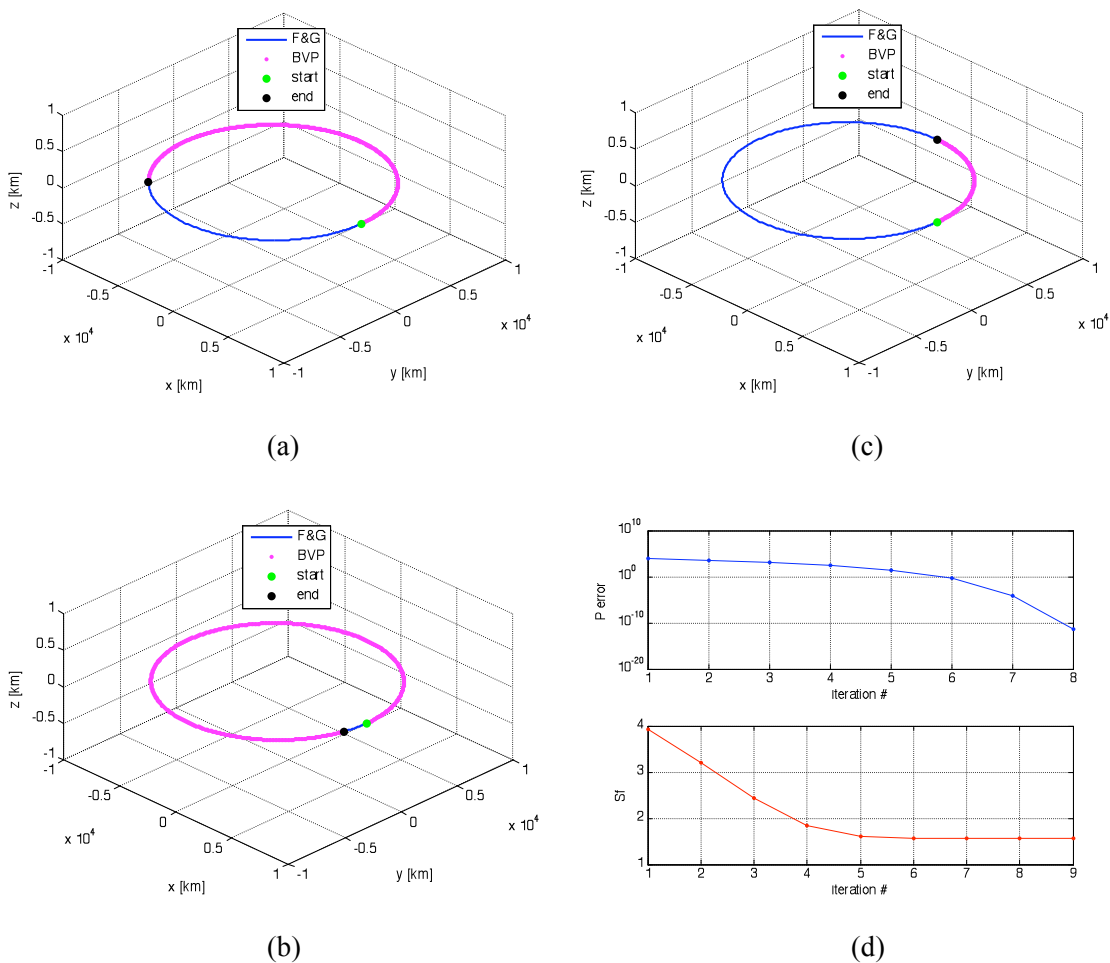 F&G
BVP
start
end
1
0.5
0
-0.5
-1
z [km]
-1
-0.5
0
0.5
1
x 10^4
x [km]
-1
-0.5
0
0.5
1
x 10^4
y [km]
(a)
F&G
BVP
start
end
1
0.5
0
-0.5
-1
z [km]
-1
-0.5
0
0.5
1
x 10^4
x [km]
-1
-0.5
0
0.5
1
x 10^4
y [km]
(c)
F&G
BVP
start
end
1
0.5
0
-0.5
-1
z [km]
-1
-0.5
0
0.5
1
x 10^4
x [km]
-1
-0.5
0
0.5
1
x 10^4
y [km]
(b)
10^10
10^0
10^-10
10^-20
P error
1 2 3 4 5 6 7 8
Iteration #
4
3
2
1
Sf
1 2 3 4 5 6 7 8 9
Iteration #
(d)